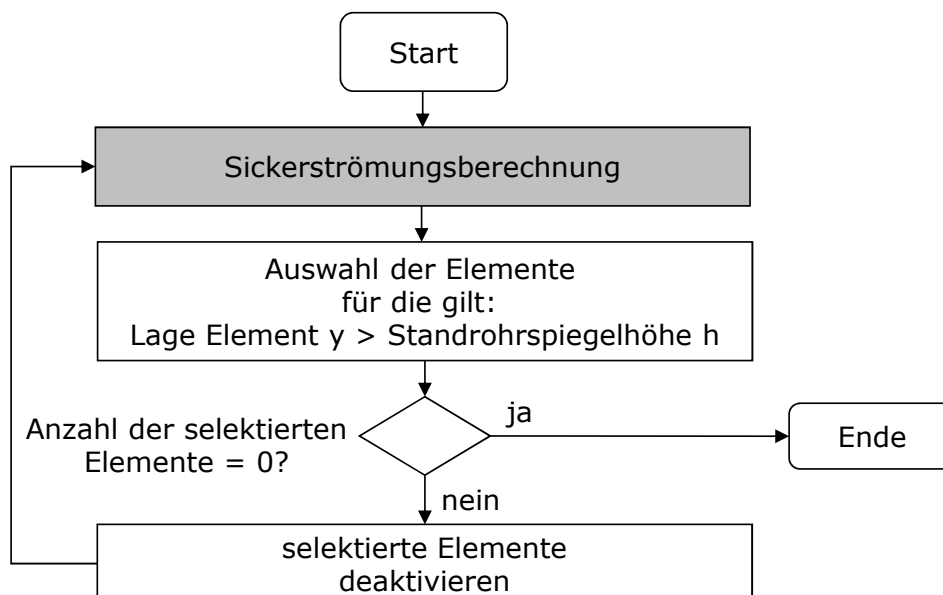 Start
Sickerströmungsberechnung
Auswahl der Elemente
für die gilt:
Lage Element y > Standrohrspiegelhöhe h
Anzahl der selektierten
Elemente = 0?
ja
Ende
nein
selektierte Elemente
deaktivieren